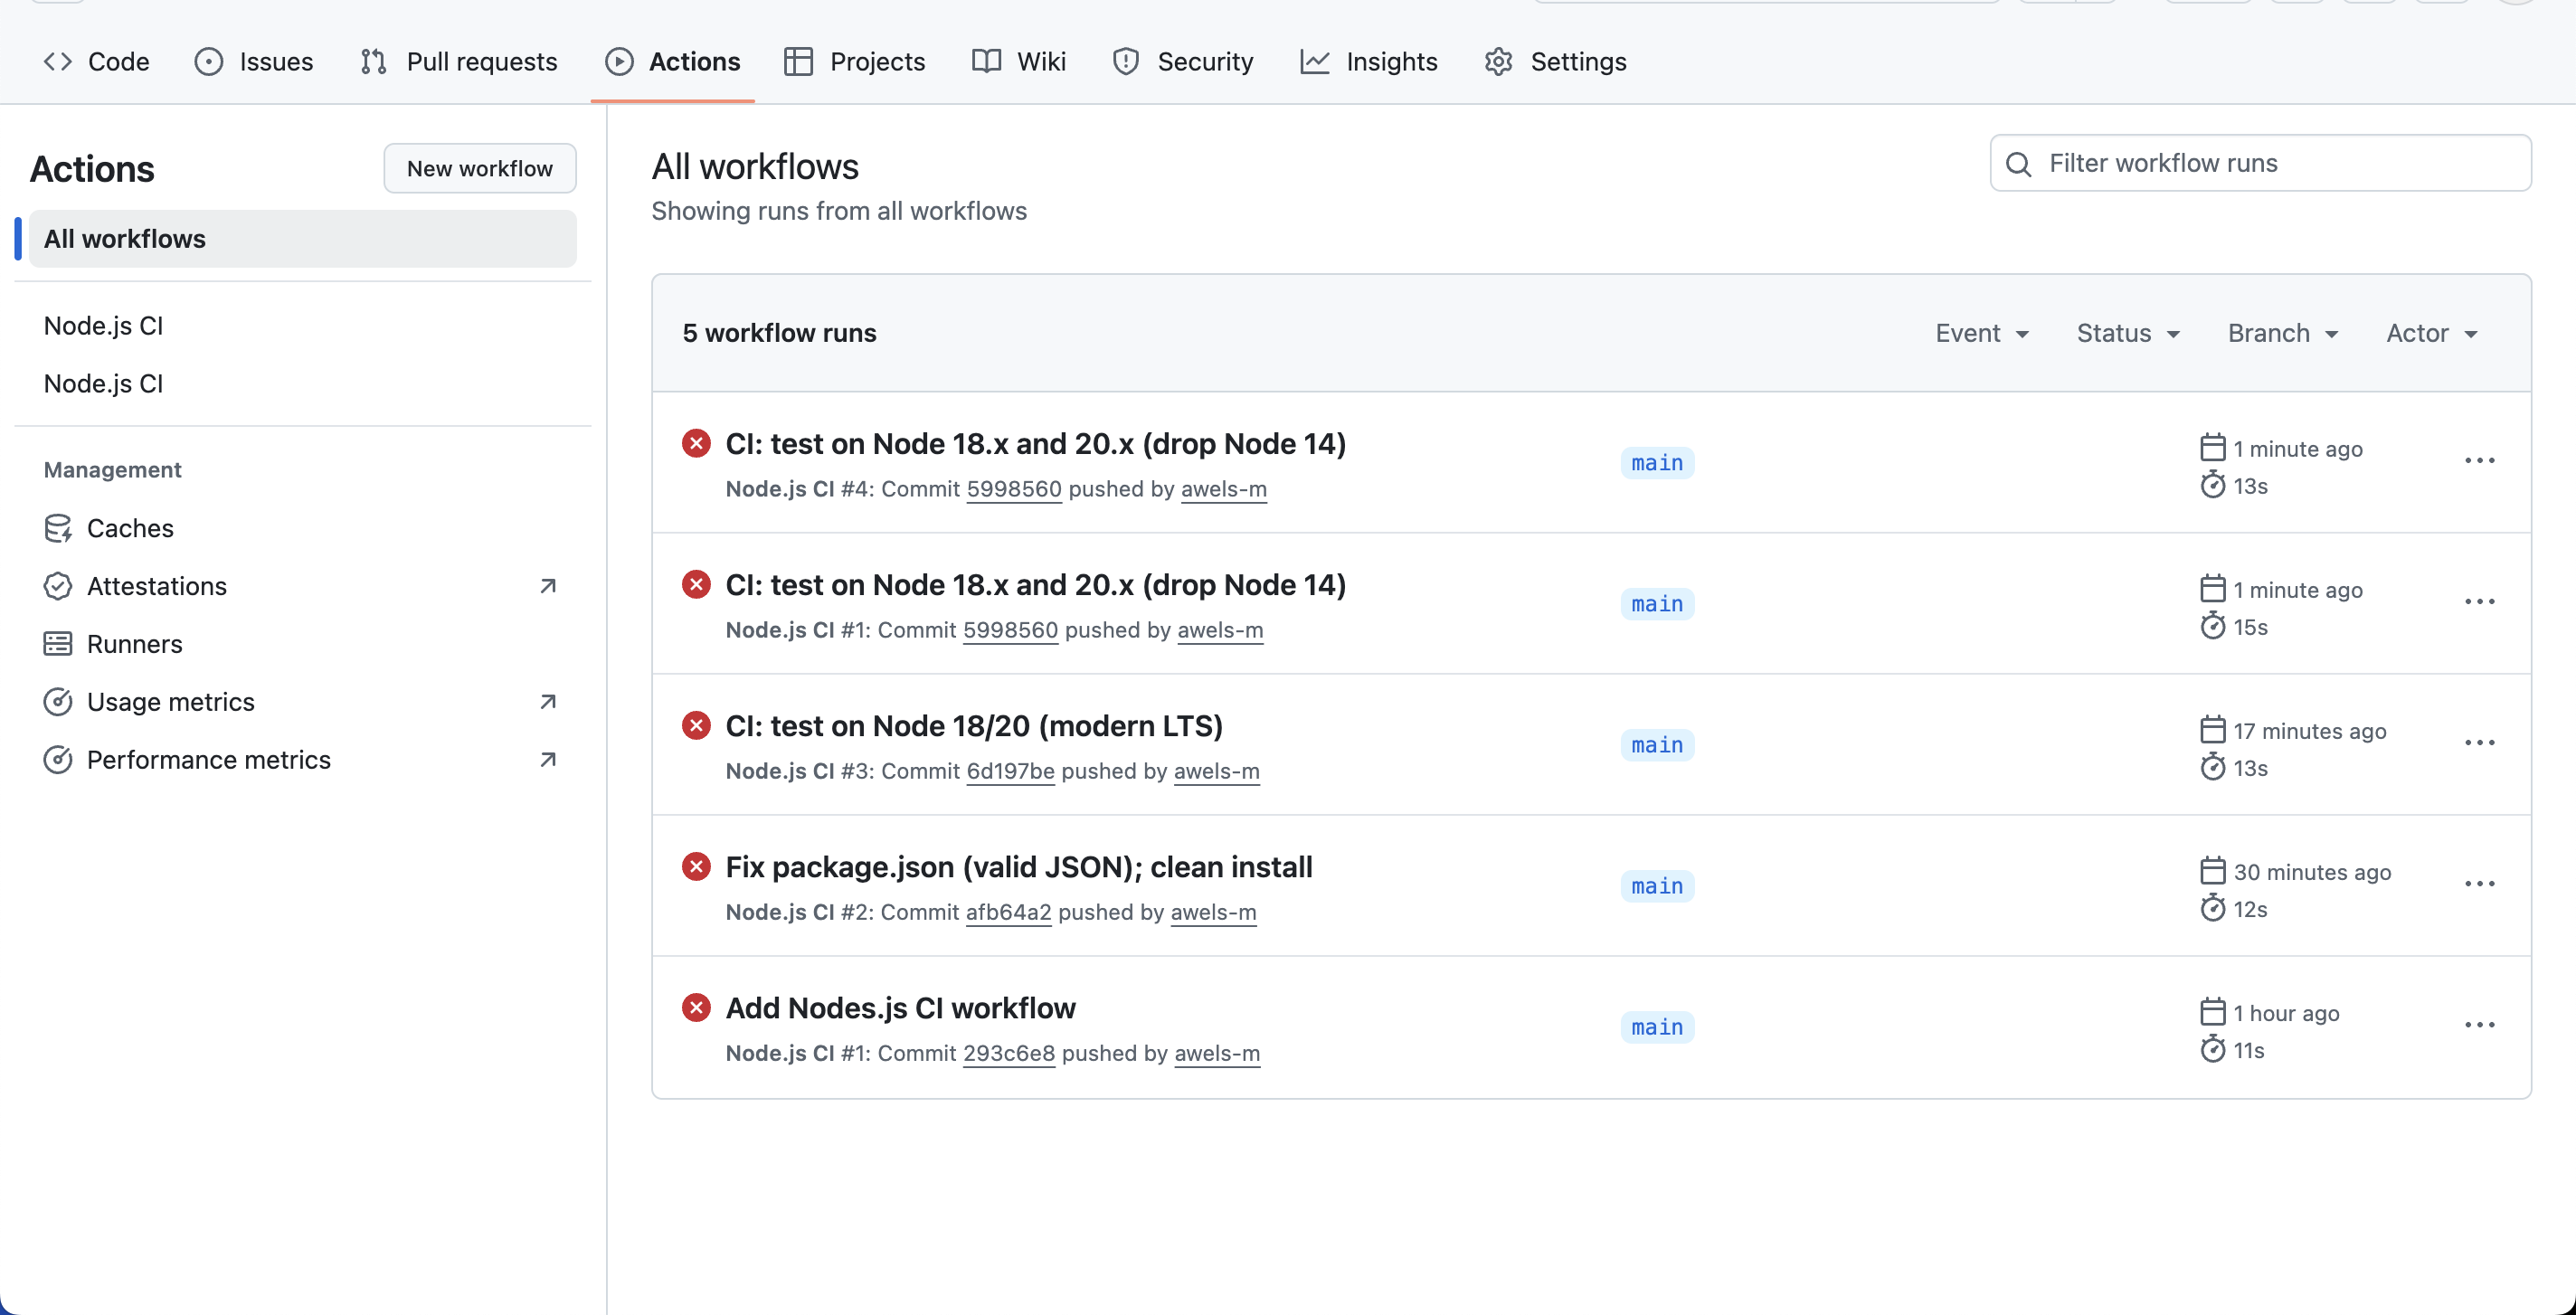 Code Issues Pull requests Actions Projects Wiki Security Insights Settings
Actions
New workflow
All workflows
Node.js CI
Node.js CI
Management
Caches
Attestations
Runners
Usage metrics
Performance metrics
All workflows
Showing runs from all workflows
Filter workflow runs
5 workflow runs
Event Status Branch Actor
CI: test on Node 18.x and 20.x (drop Node 14)
Node.js CI #4: Commit 5998560 pushed by awels-m
main
1 minute ago
13s
CI: test on Node 18.x and 20.x (drop Node 14)
Node.js CI #1: Commit 5998560 pushed by awels-m
main
1 minute ago
15s
CI: test on Node 18/20 (modern LTS)
Node.js CI #3: Commit 6d197be pushed by awels-m
main
17 minutes ago
13s
Fix package.json (valid JSON); clean install
Node.js CI #2: Commit afb64a2 pushed by awels-m
main
30 minutes ago
12s
Add Nodes.js CI workflow
Node.js CI #1: Commit 293c6e8 pushed by awels-m
main
1 hour ago
11s